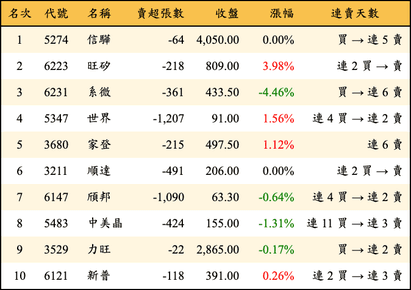 名次 代號 名稱 賣超張數 收盤 漲幅 連賣天數
1 5274 信驊 -64 4,050.00 0.00% 買 → 連 5 賣
2 6223 旺矽 -218 809.00 3.98% 連 2 買 → 賣
3 6231 系微 -361 433.50 -4.46% 買 → 連 6 賣
4 5347 世界 -1,207 91.00 1.56% 連 4 買 → 連 2 賣
5 3680 家登 -215 497.50 1.12% 連 6 賣
6 3211 順達 -491 206.00 0.00% 連 2 買 → 賣
7 6147 頎邦 -1,090 63.30 -0.64% 連 4 買 → 連 2 賣
8 5483 中美晶 -424 155.00 -1.31% 連 11 買 → 連 3 賣
9 3529 力旺 -22 2,865.00 -0.17% 買 → 連 2 賣
10 6121 新普 -118 391.00 0.26% 連 2 買 → 連 3 賣